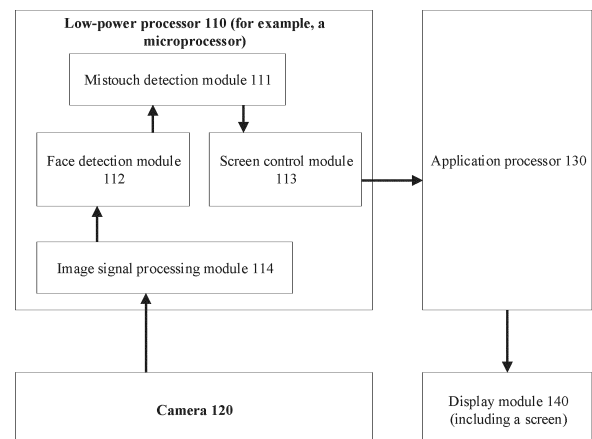 Low-power processor 110 (for example, a
microprocessor)
Mistouch detection module 111
Face detection module
112
Screen control module
113
Application processor 130
Image signal processing module 114
Camera 120
Display module 140
(including a screen)